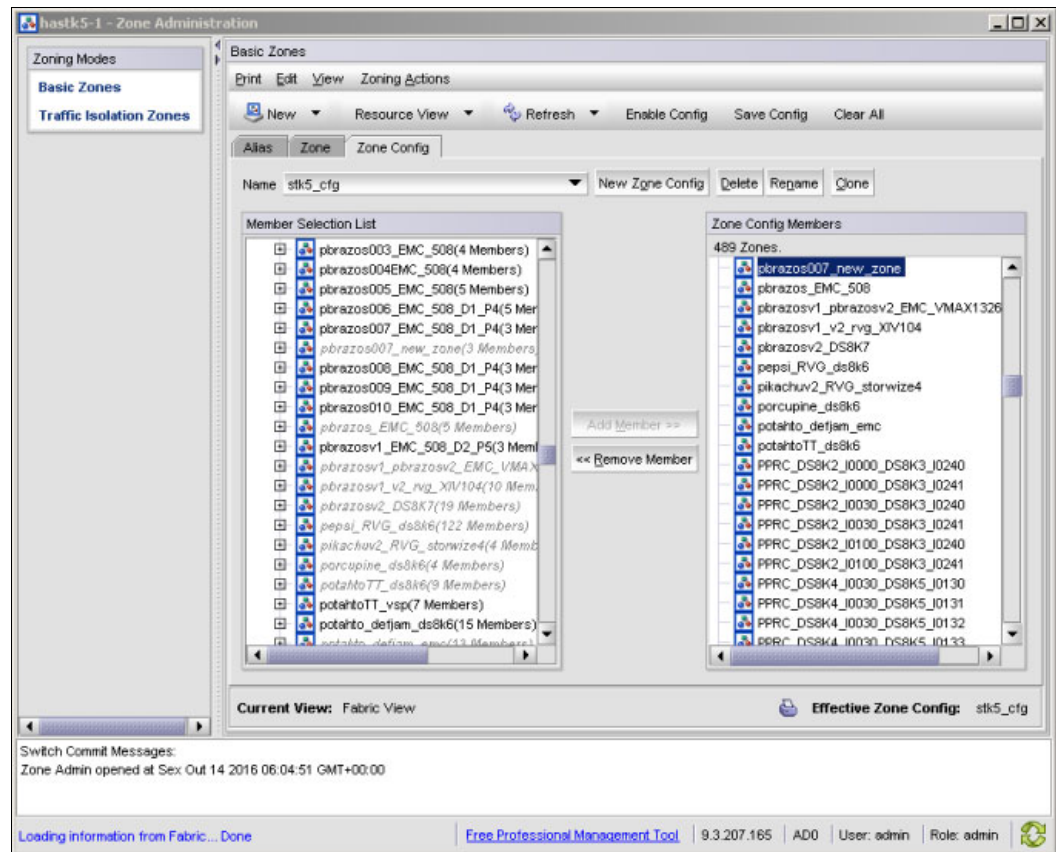 hastk5-1 - Zone Administration
Zoning Modes
Basic Zones
Traffic Isolation Zones
Basic Zones
Print Edit View Zoning Actions
New Resource View Refresh Enable Config Save Config Clear All
Alias Zone Zone Config
Name stk5_cfg New Zone Config Delete Rename Clone
Member Selection List
pbrazos003_EMC_508(4 Members)
pbrazos004EMC_508(4 Members)
pbrazos005_EMC_508(5 Members)
pbrazos006_EMC_508_D1_P4(5 Mer
pbrazos007_EMC_508_D1_P4(3 Mer
pbrazos007_new_zone(3 Members)
pbrazos008_EMC_508_D1_P4(3 Mer
pbrazos009_EMC_508_D1_P4(3 Mer
pbrazos010_EMC_508_D1_P4(3 Mer
pbrazos_EMC_508(5 Members)
pbrazosv1_EMC_508_D2_P5(3 Meml
pbrazosv1_pbrazosv2_EMC_VMAX
pbrazosv1_v2_rvg_XIV104(10 Mem
pbrazosv2_DS8K7(19 Members)
pepsi_RVG_ds8k6(122 Members)
pikachuv2_RVG_storwize4(4 Memb
porcupine_ds8k6(4 Members)
potahtoTT_ds8k6(9 Members)
potahtoTT_vsp(7 Members)
potahto_defjam_ds8k6(15 Members)
potahto_defjam_emc(13 Members)
Add Member >>
<< Remove Member
Zone Config Members
489 Zones.
pbrazos007_new_zone
pbrazos_EMC_508
pbrazosv1_pbrazosv2_EMC_VMAX1326
pbrazosv1_v2_rvg_XIV104
pbrazosv2_DS8K7
pepsi_RVG_ds8k6
pikachuv2_RVG_storwize4
porcupine_ds8k6
potahto_defjam_emc
potahtoTT_ds8k6
PPRC_DS8K2_I0000_DS8K3_I0240
PPRC_DS8K2_I0000_DS8K3_I0241
PPRC_DS8K2_I0030_DS8K3_I0240
PPRC_DS8K2_I0030_DS8K3_I0241
PPRC_DS8K2_I0100_DS8K3_I0240
PPRC_DS8K2_I0100_DS8K3_I0241
PPRC_DS8K4_I0030_DS8K5_I0130
PPRC_DS8K4_I0030_DS8K5_I0131
PPRC_DS8K4_I0030_DS8K5_I0132
PPRC_DS8K4_I0030_DS8K5_I0133
Current View: Fabric View Effective Zone Config: stk5_cfg
Switch Commit Messages:
Zone Admin opened at Sex Out 14 2016 06:04:51 GMT+00:00
Loading information from Fabric... Done Free Professional Management Tool 9.3.207.165 AD0 User: admin Role: admin